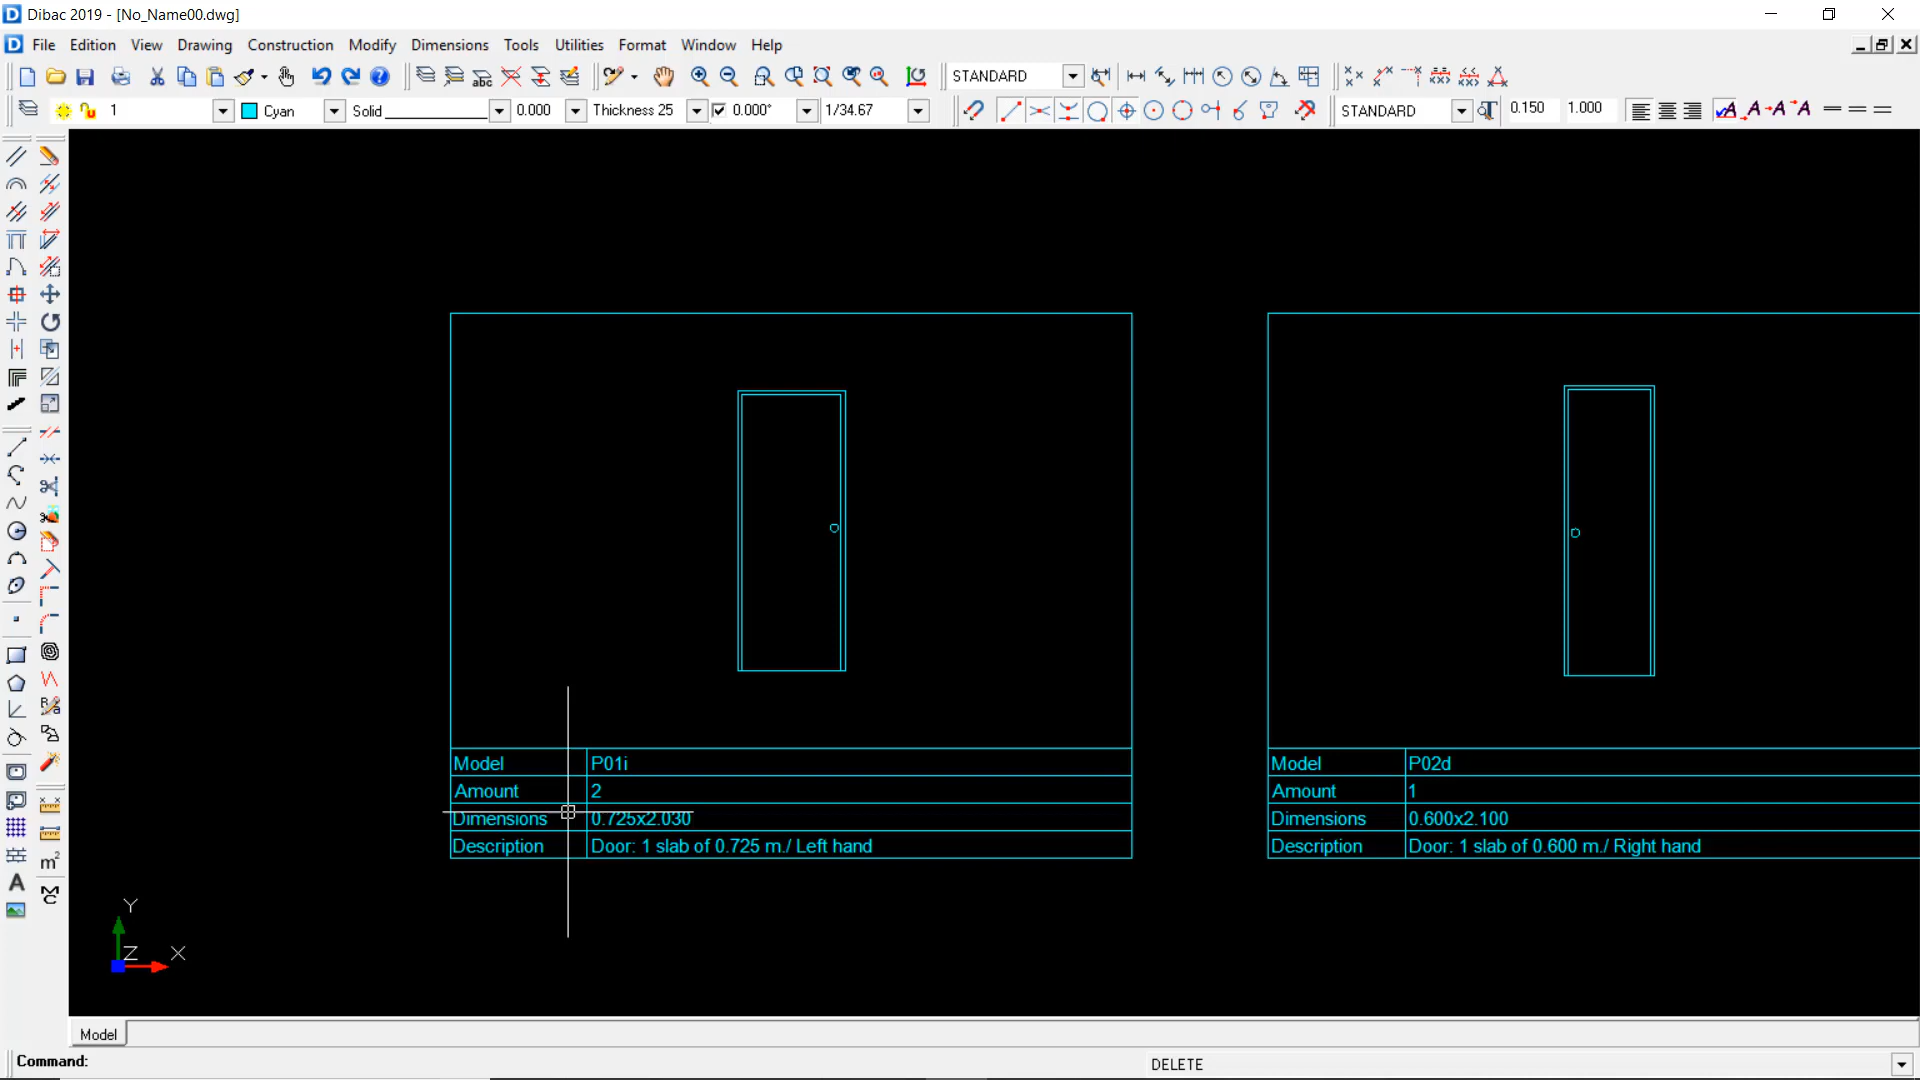 Dibac 2019 - [No_Name00.dwg]
File Edition View Drawing Construction Modify Dimensions Tools Utilities Format Window Help
STANDARD
1 Cyan Solid 0.000 Thickness 25 0.000° 1/34.67 STANDARD 0.150 1.000
Model P01i
Amount 2
Dimensions 0.725x2.030
Description Door: 1 slab of 0.725 m./ Left hand
Model P02d
Amount 1
Dimensions 0.600x2.100
Description Door: 1 slab of 0.600 m./ Right hand
Y
Z X
m²
A
Model
Command: DELETE